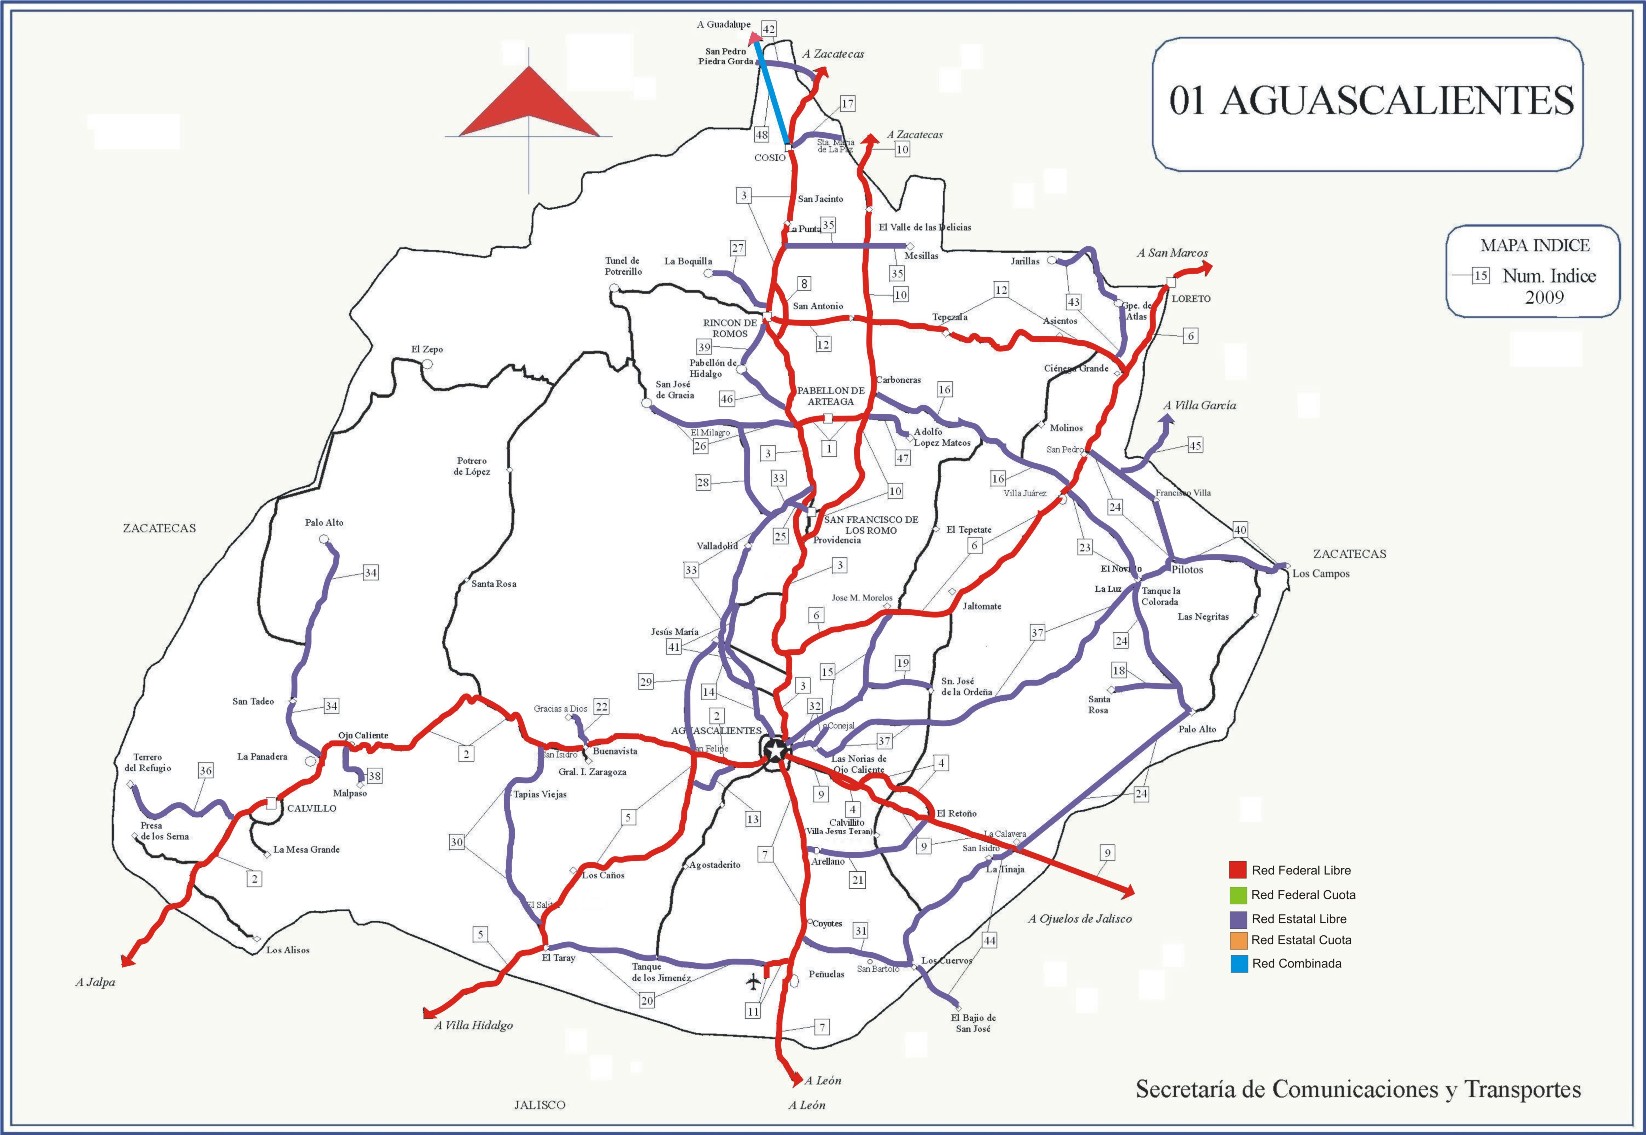 01 AGUASCALIENTES
MAPA INDICE
15 Num. Indice
2009
A Guadalupe
42
San Pedro
Piedra Gorda
A Zacatecas
17
48
Sta. Maria
de La Paz
COSIO
A Zacatecas
10
3
San Jacinto
La Punta
35
El Valle de las Delicias
Mesillas
35
27
La Boquilla
Tunel de
Potrerillo
8
San Antonio
10
12
Jarillas
43
A San Marcos
LORETO
Gpe. de
Atlas
6
RINCON DE
ROMOS
12
Tepezala
Asientos
39
Pabellón de
Hidalgo
Ciénega Grande
El Zepo
San José
de Gracia
46
PABELLON DE
ARTEAGA
Carboneras
16
A Villa García
El Milagro
26
1
Adolfo
Lopez Mateos
47
Molinos
San Pedro
45
3
Potrero
de López
28
33
10
16
Villa Juárez
Francisco Villa
24
ZACATECAS
Palo Alto
SAN FRANCISCO DE
LOS ROMO
25
Providencia
Valladolid
El Tepetate
6
23
40
ZACATECAS
Los Campos
34
Santa Rosa
33
3
El Novillo
Pilotos
La Luz
Tanque la
Colorada
Jose M. Morelos
Jaltomate
Las Negritas
6
Jesús María
41
37
24
29
14
15
19
Sn. José
de la Ordeña
18
Santa
Rosa
3
San Tadeo
34
Gracias a Dios
22
2
32
Conejal
AGUASCALIENTES
Palo Alto
Ojo Caliente
2
San Isidro
Buenavista
37
La Panadera
Terrero
del Refugio
36
38
Malpaso
Gral. I. Zaragoza
Las Norias de
Ojo Caliente
4
9
24
CALVILLO
Tapias Viejas
4
5
13
Calvillito
(Villa Jesus Teran)
El Retoño
Presa
de los Serna
La Mesa Grande
30
7
9
La Calavera
San Isidro
9
2
Los Caños
Agostaderito
Arellano
21
La Tinaja
A Ojuelos de Jalisco
Coyotes
31
44
5
Los Alisos
El Taray
Tanque
de los Jimenéz
San Bartolo
Los Cuervos
Peñuelas
A Jalpa
20
11
El Bajio de
San José
A Villa Hidalgo
7
A León
A León
JALISCO
Red Federal Libre
Red Federal Cuota
Red Estatal Libre
Red Estatal Cuota
Red Combinada
Secretaría de Comunicaciones y Transportes